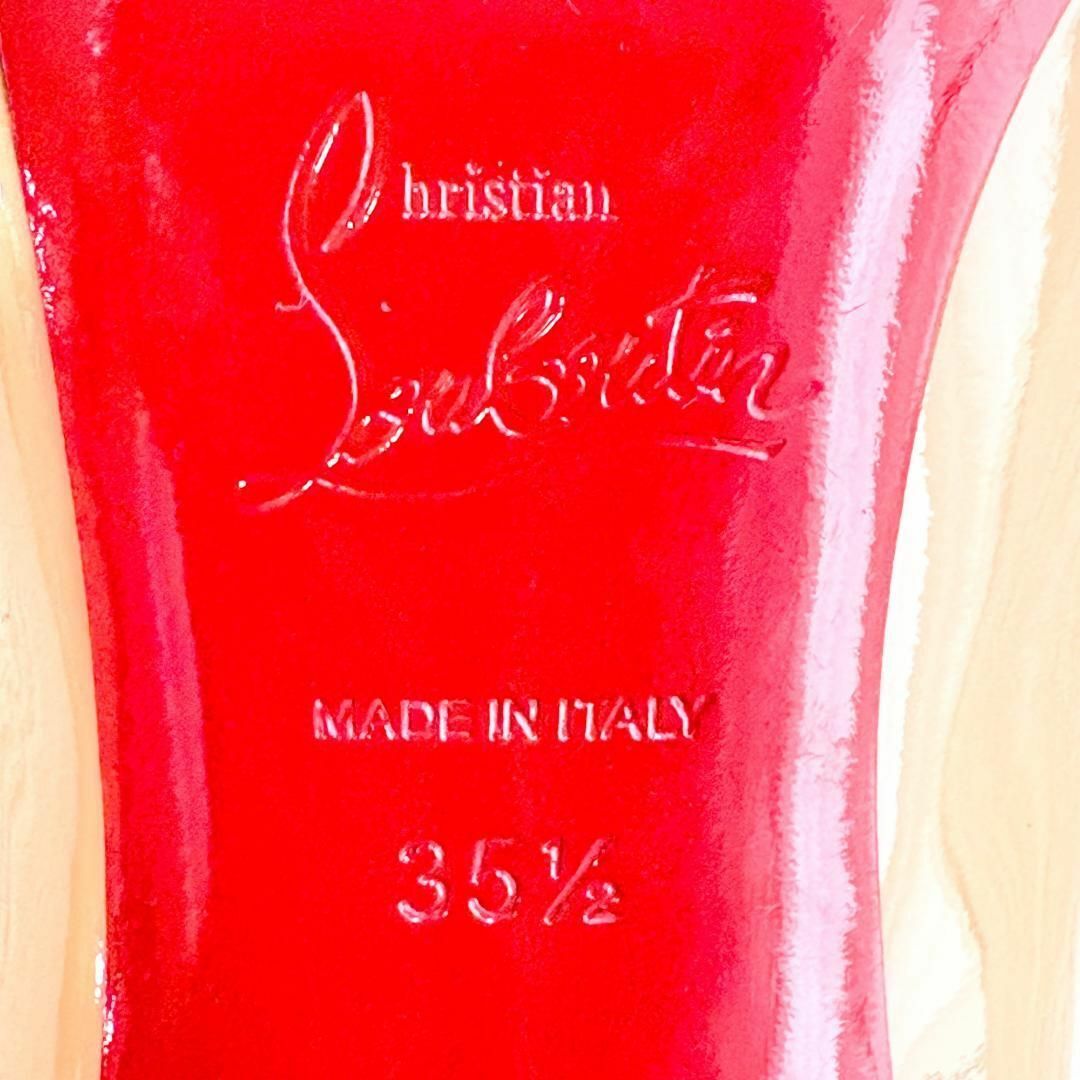 Christian
Louboutin
MADE IN ITALY
35½